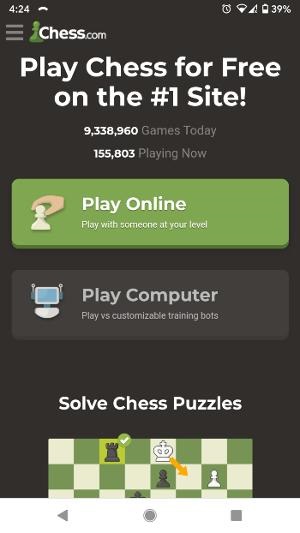 4:24
39%
Chess.com
Play Chess for Free
on the #1 Site!
9,338,960 Games Today
155,803 Playing Now
Play Online
Play with someone at your level
Play Computer
Play vs customizable training bots
Solve Chess Puzzles